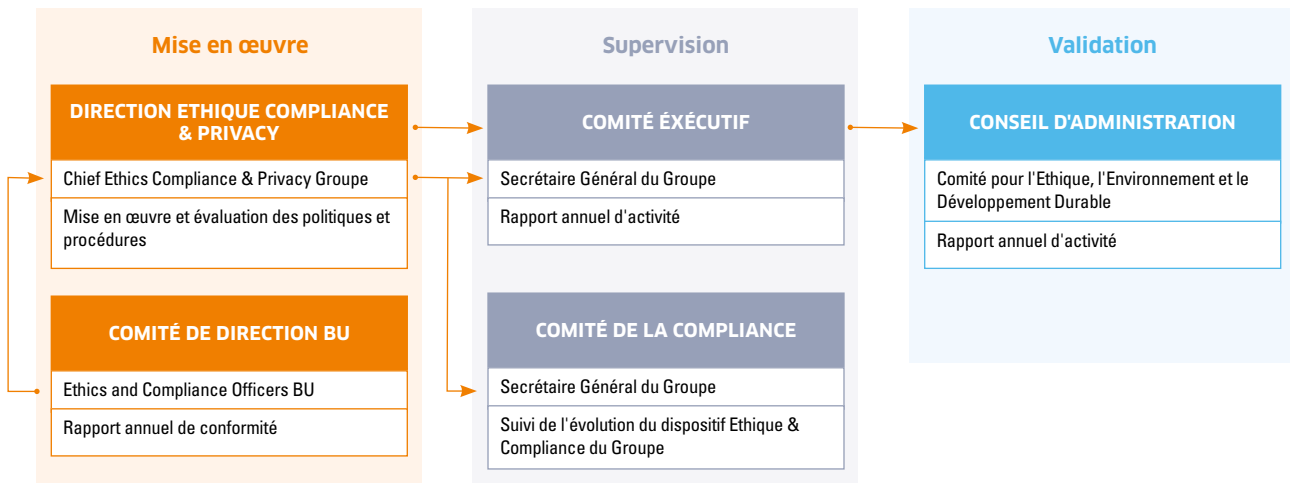 Mise en œuvre
DIRECTION ETHIQUE COMPLIANCE
& PRIVACY
Chief Ethics Compliance & Privacy Groupe
Mise en œuvre et évaluation des politiques et
procédures
COMITÉ DE DIRECTION BU
Ethics and Compliance Officers BU
Rapport annuel de conformité
Supervision
COMITÉ ÉXÉCUTIF
Secrétaire Général du Groupe
Rapport annuel d'activité
COMITÉ DE LA COMPLIANCE
Secrétaire Général du Groupe
Suivi de l'évolution du dispositif Ethique &
Compliance du Groupe
Validation
CONSEIL D'ADMINISTRATION
Comité pour l'Ethique, l'Environnement et le
Développement Durable
Rapport annuel d'activité